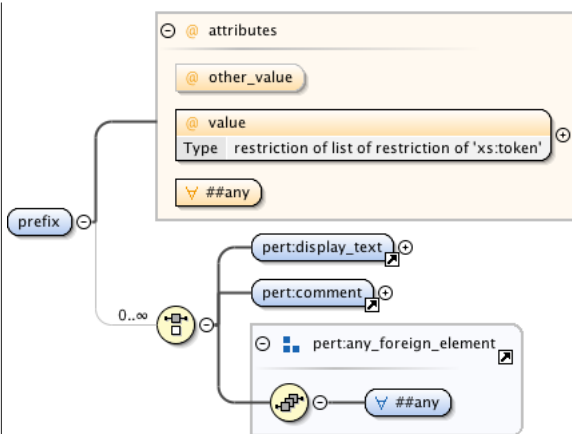 @ attributes
@ other_value
@ value
Type restriction of list of restriction of 'xs:token'
∀ ##any
prefix
pert:display_text
pert:comment
0..∞
pert:any_foreign_element
∀ ##any